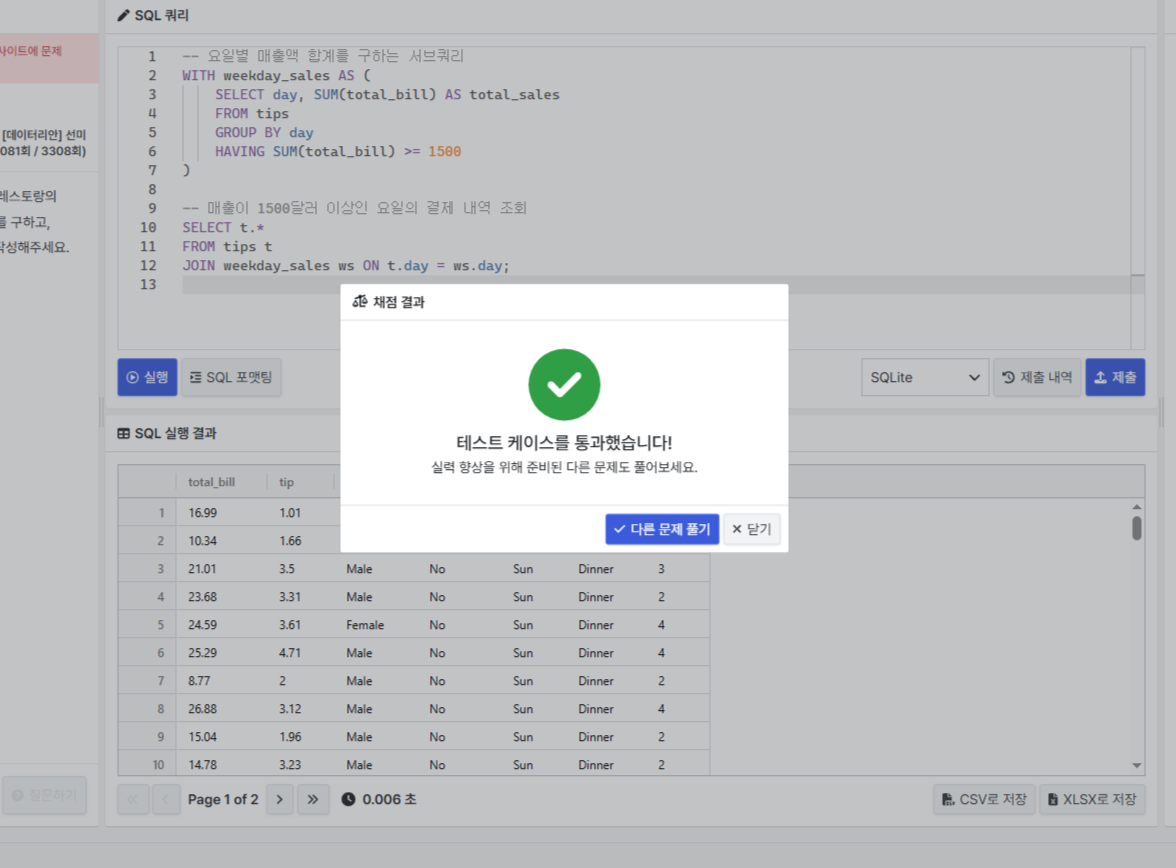 SQL 쿼리
사이트에 문제
[데이터리안] 선미
081회 / 3308회)
레스토랑의
를 구하고,
작성해주세요.
질문하기
1 -- 요일별 매출액 합계를 구하는 서브쿼리
2 WITH weekday_sales AS (
3 SELECT day, SUM(total_bill) AS total_sales
4 FROM tips
5 GROUP BY day
6 HAVING SUM(total_bill) >= 1500
7 )
8
9 -- 매출이 1500달러 이상인 요일의 결제 내역 조회
10 SELECT t.*
11 FROM tips t
12 JOIN weekday_sales ws ON t.day = ws.day;
13
실행 SQL 포맷팅 SQLite 제출 내역 제출
채점 결과
테스트 케이스를 통과했습니다!
실력 향상을 위해 준비된 다른 문제도 풀어보세요.
다른 문제 풀기 닫기
SQL 실행 결과
total_bill tip
1 16.99 1.01
2 10.34 1.66
3 21.01 3.5 Male No Sun Dinner 3
4 23.68 3.31 Male No Sun Dinner 2
5 24.59 3.61 Female No Sun Dinner 4
6 25.29 4.71 Male No Sun Dinner 4
7 8.77 2 Male No Sun Dinner 2
8 26.88 3.12 Male No Sun Dinner 4
9 15.04 1.96 Male No Sun Dinner 2
10 14.78 3.23 Male No Sun Dinner 2
Page 1 of 2 0.006 초 CSV로 저장 XLSX로 저장